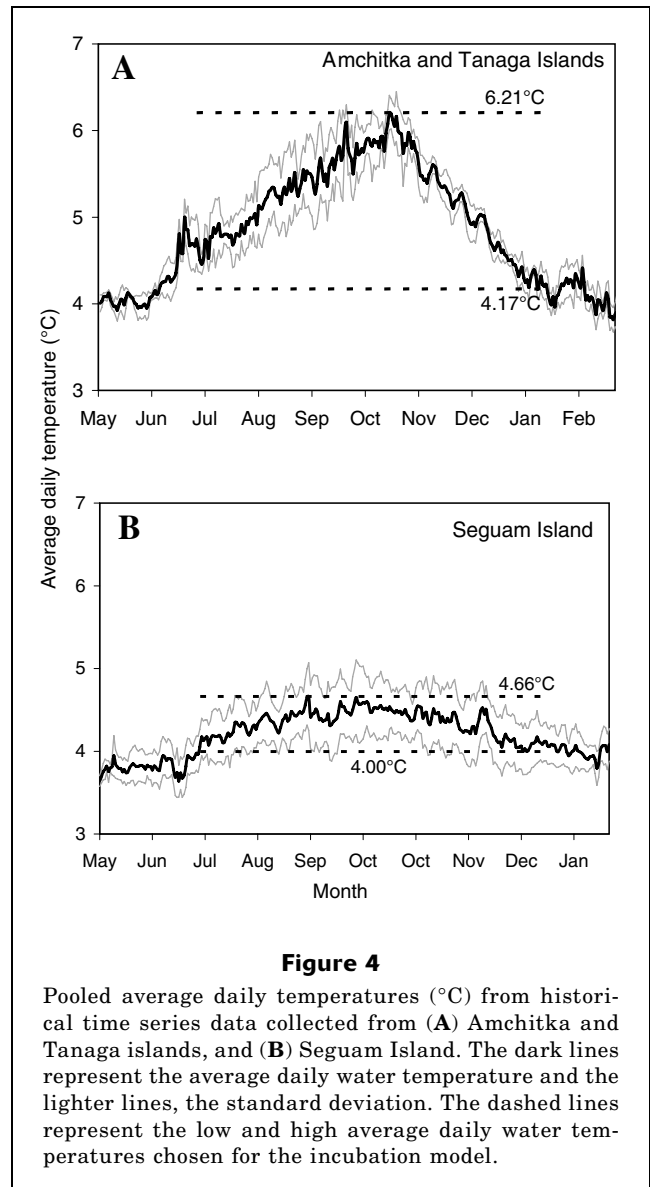 A
Amchitka and Tanaga Islands
6.21°C
4.17°C
7
6
5
4
3
May Jun Jul Aug Sep Oct Nov Dec Jan Feb
Average daily temperature (°C)
B
Seguam Island
4.66°C
4.00°C
7
6
5
4
3
May Jun Jul Aug Sep Oct Oct Nov Dec Jan
Month
Figure 4
Pooled average daily temperatures (°C) from histori-
cal time series data collected from (A) Amchitka and
Tanaga islands, and (B) Seguam Island. The dark lines
represent the average daily water temperature and the
lighter lines, the standard deviation. The dashed lines
represent the low and high average daily water tem-
peratures chosen for the incubation model.